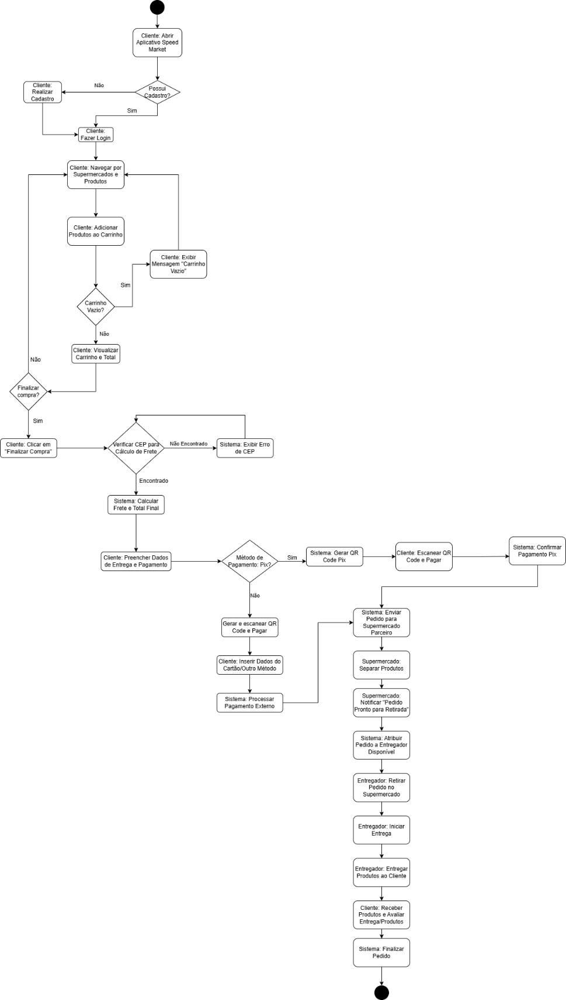 Cliente: Abrir
Aplicativo Speed
Market
Possui
Cadastro?
Não
Cliente:
Realizar
Cadastro
Sim
Cliente:
Fazer Login
Cliente: Navegar por
Supermercados e
Produtos
Cliente: Adicionar
Produtos ao Carrinho
Cliente: Exibir
Mensagem "Carrinho
Vazio"
Sim
Carrinho
Vazio?
Não
Cliente: Visualizar
Carrinho e Total
Não
Finalizar
compra?
Sim
Cliente: Clicar em
"Finalizar Compra"
Verificar CEP para
Cálculo de Frete
Não Encontrado
Sistema: Exibir Erro
de CEP
Encontrado
Sistema: Calcular
Frete e Total Final
Cliente: Preencher Dados
de Entrega e Pagamento
Método de
Pagamento: Pix?
Sim
Sistema: Gerar QR
Code Pix
Cliente: Escanear QR
Code e Pagar
Sistema: Confirmar
Pagamento Pix
Não
Gerar e escanear QR
Code e Pagar
Cliente: Inserir Dados do
Cartão/Outro Método
Sistema: Processar
Pagamento Externo
Sistema: Enviar
Pedido para
Supermercado
Parceiro
Supermercado:
Separar Produtos
Supermercado:
Notificar "Pedido
Pronto para Retirada"
Sistema: Atribuir
Pedido a Entregador
Disponível
Entregador: Retirar
Pedido no
Supermercado
Entregador: Iniciar
Entrega
Entregador: Entregar
Produtos ao Cliente
Cliente: Receber
Produtos e Avaliar
Entrega/Produtos
Sistema: Finalizar
Pedido